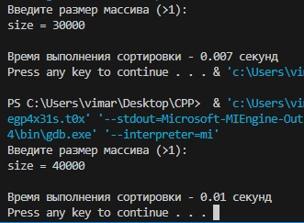 Введите размер массива (>1):
size = 30000
Время выполнения сортировки - 0.007 секунд
Press any key to continue . . . & 'c:\Users\vimar
PS C:\Users\vimar\Desktop\CPP>  & 'c:\Users\vi
egp4x31s.t0x' '--stdout=Microsoft-MIEngine-Out
4\bin\gdb.exe' '--interpreter=mi'
Введите размер массива (>1):
size = 40000
Время выполнения сортировки - 0.01 секунд
Press any key to continue . . .